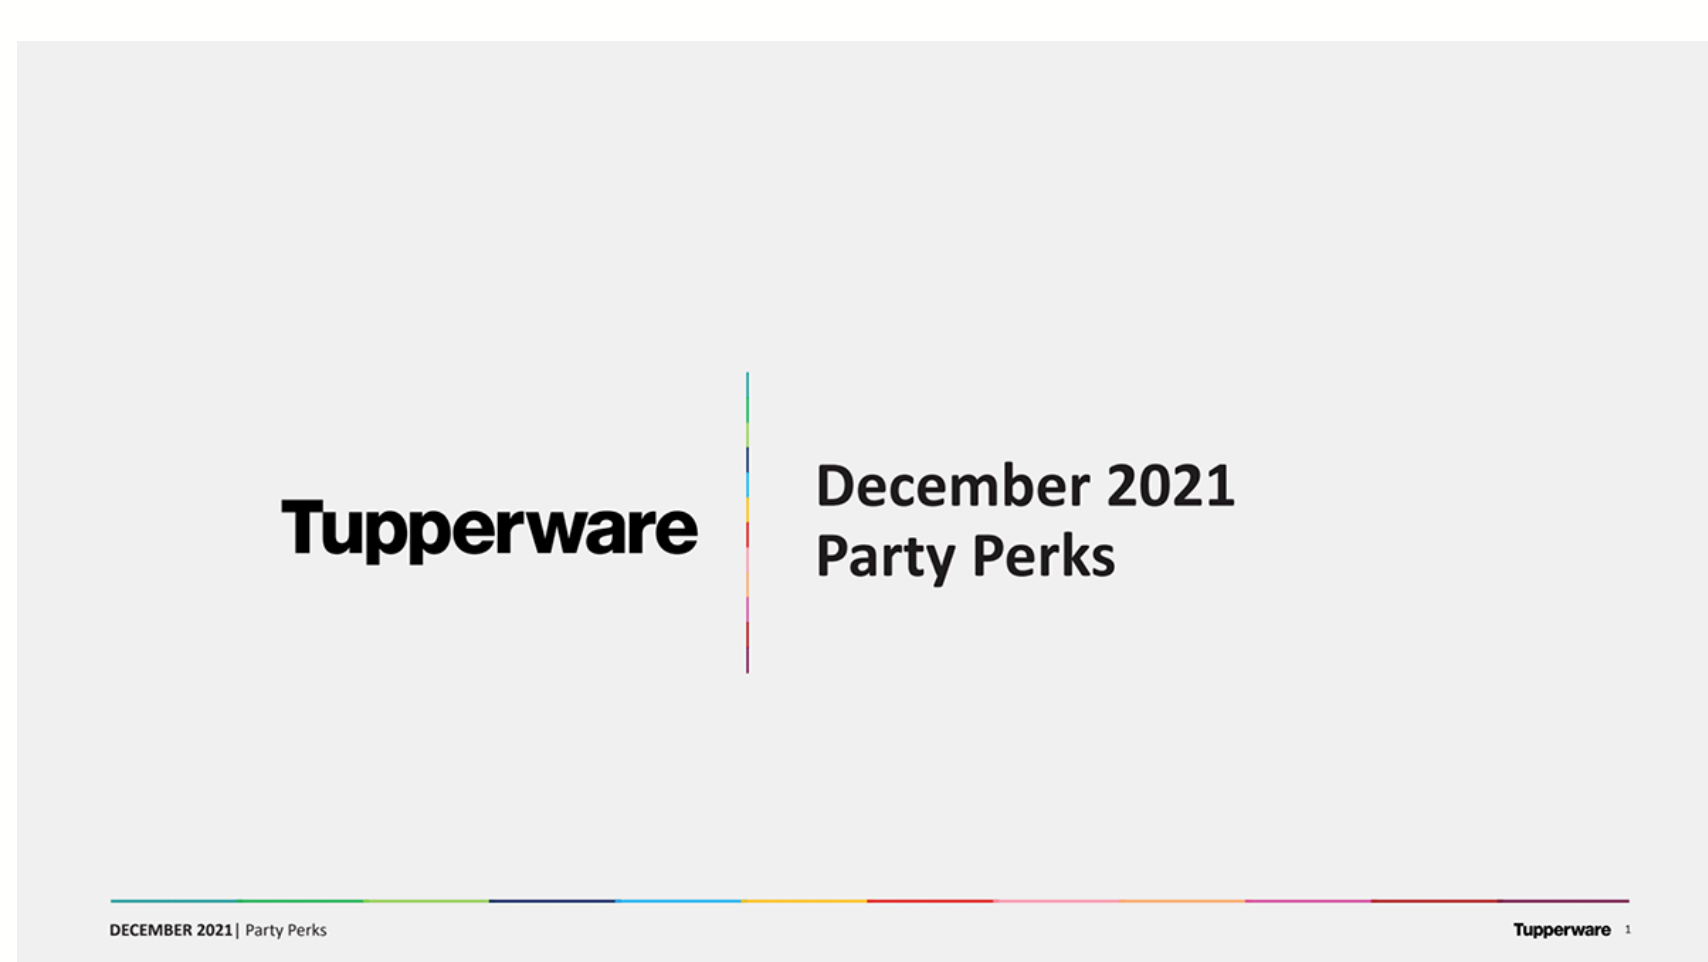 Tupperware
December 2021
Party Perks
DECEMBER 2021| Party Perks
Tupperware 1